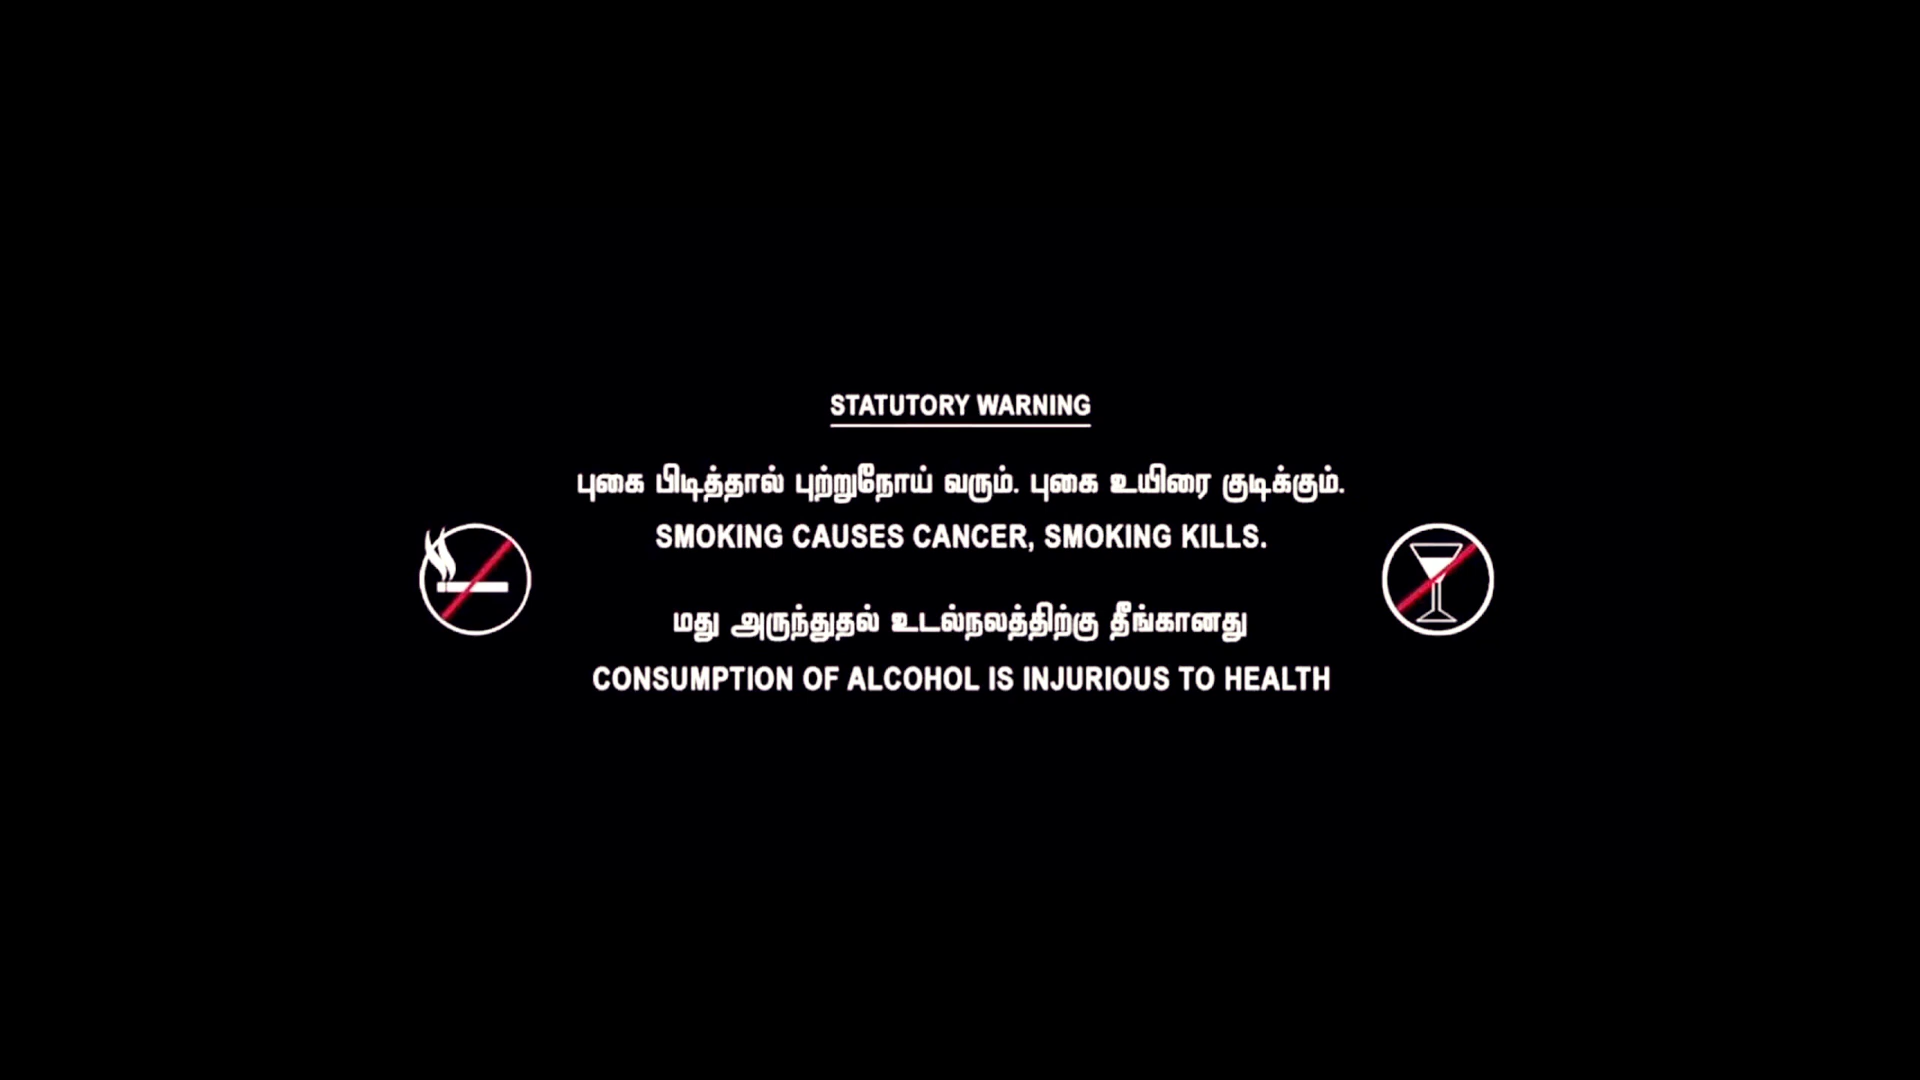 STATUTORY WARNING
புகை பிடித்தால் புற்றுநோய் வரும். புகை உயிரை குடிக்கும்.
SMOKING CAUSES CANCER, SMOKING KILLS.
மது அருந்துதல் உடல்நலத்திற்கு தீங்கானது
CONSUMPTION OF ALCOHOL IS INJURIOUS TO HEALTH